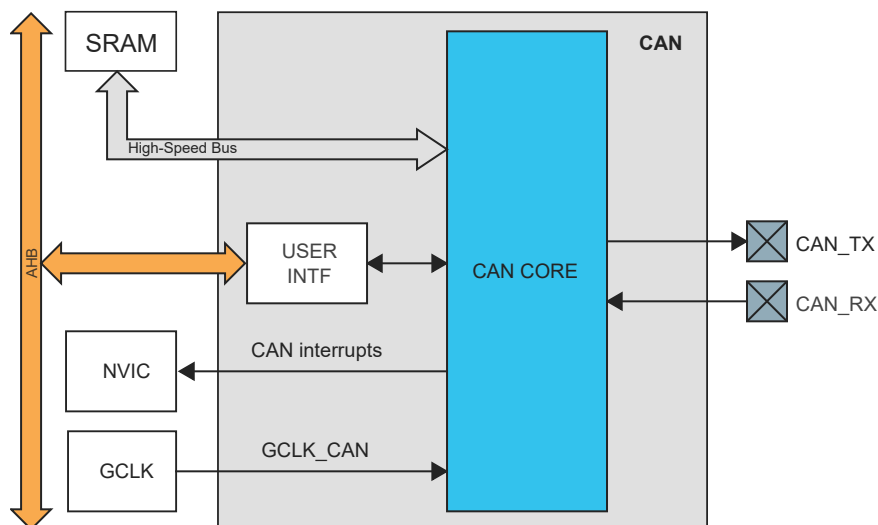 SRAM
CAN
High-Speed Bus
AHB
USER
INTF
CAN CORE
CAN_TX
CAN_RX
CAN interrupts
NVIC
GCLK_CAN
GCLK